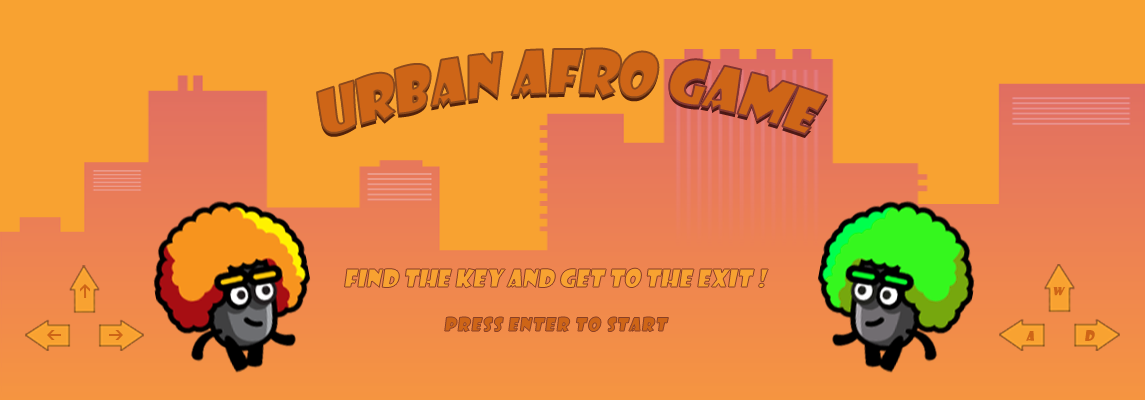 URBAN AFRO GAME
FIND THE KEY AND GET TO THE EXIT !
PRESS ENTER TO START
W
A D